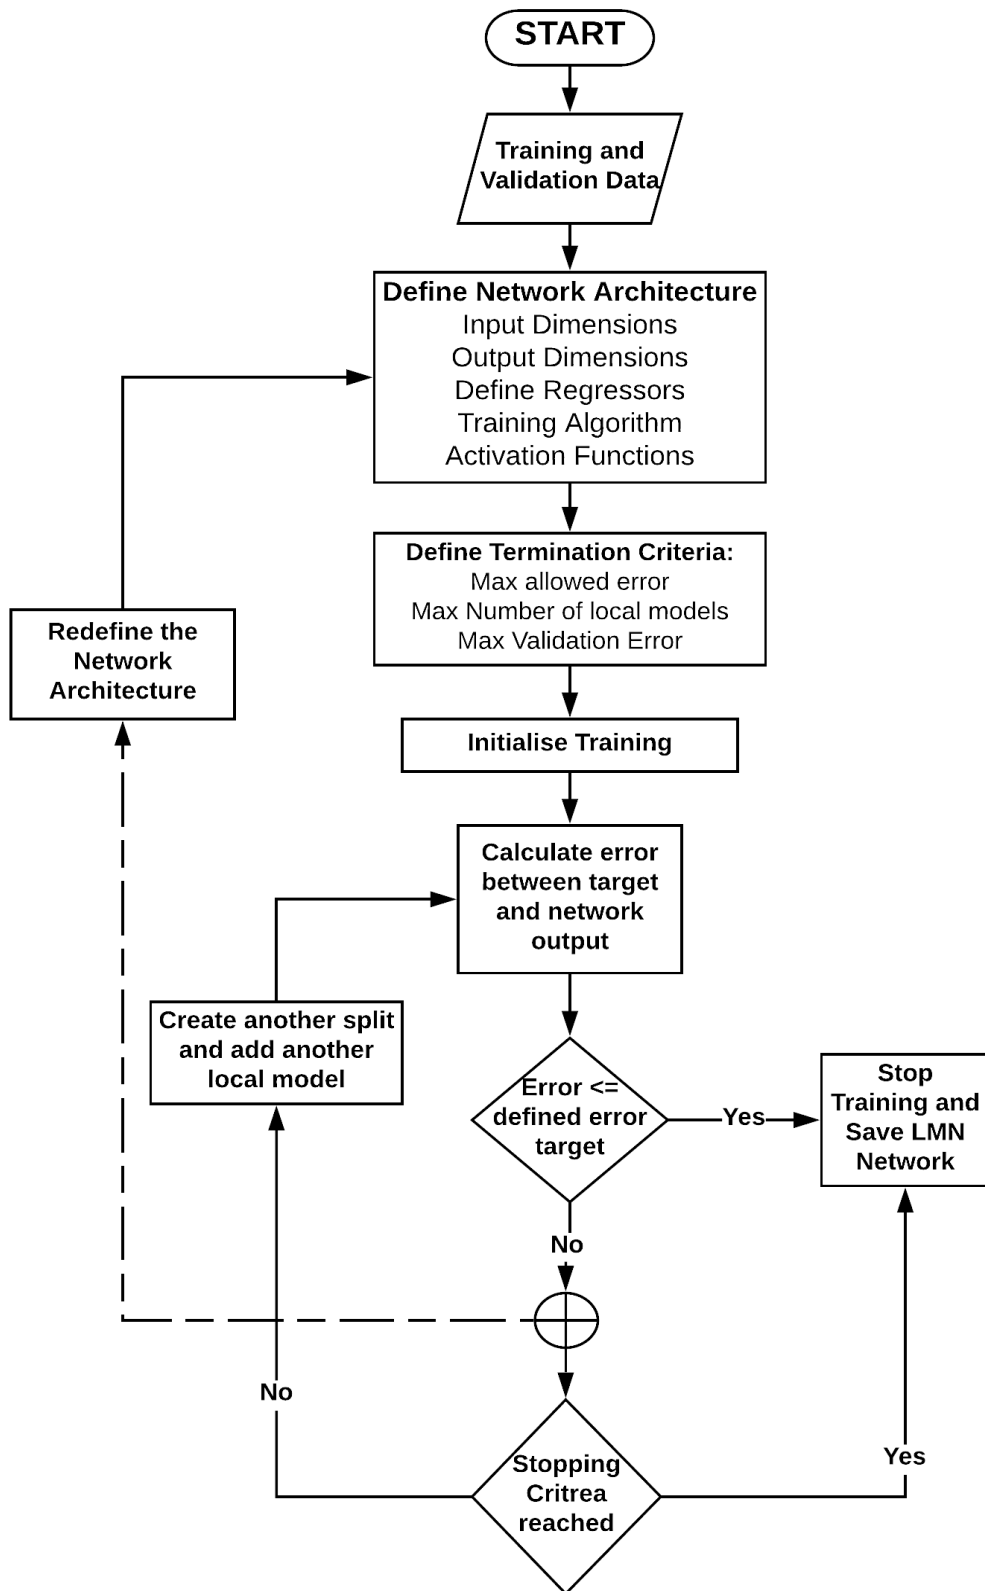 START
Training and
Validation Data
Define Network Architecture
Input Dimensions
Output Dimensions
Define Regressors
Training Algorithm
Activation Functions
Define Termination Criteria:
Max allowed error
Max Number of local models
Max Validation Error
Redefine the
Network
Architecture
Initialise Training
Calculate error
between target
and network
output
Create another split
and add another
local model
Error <=
defined error
target
Yes
Stop
Training and
Save LMN
Network
No
No
Stopping
Critrea
reached
Yes